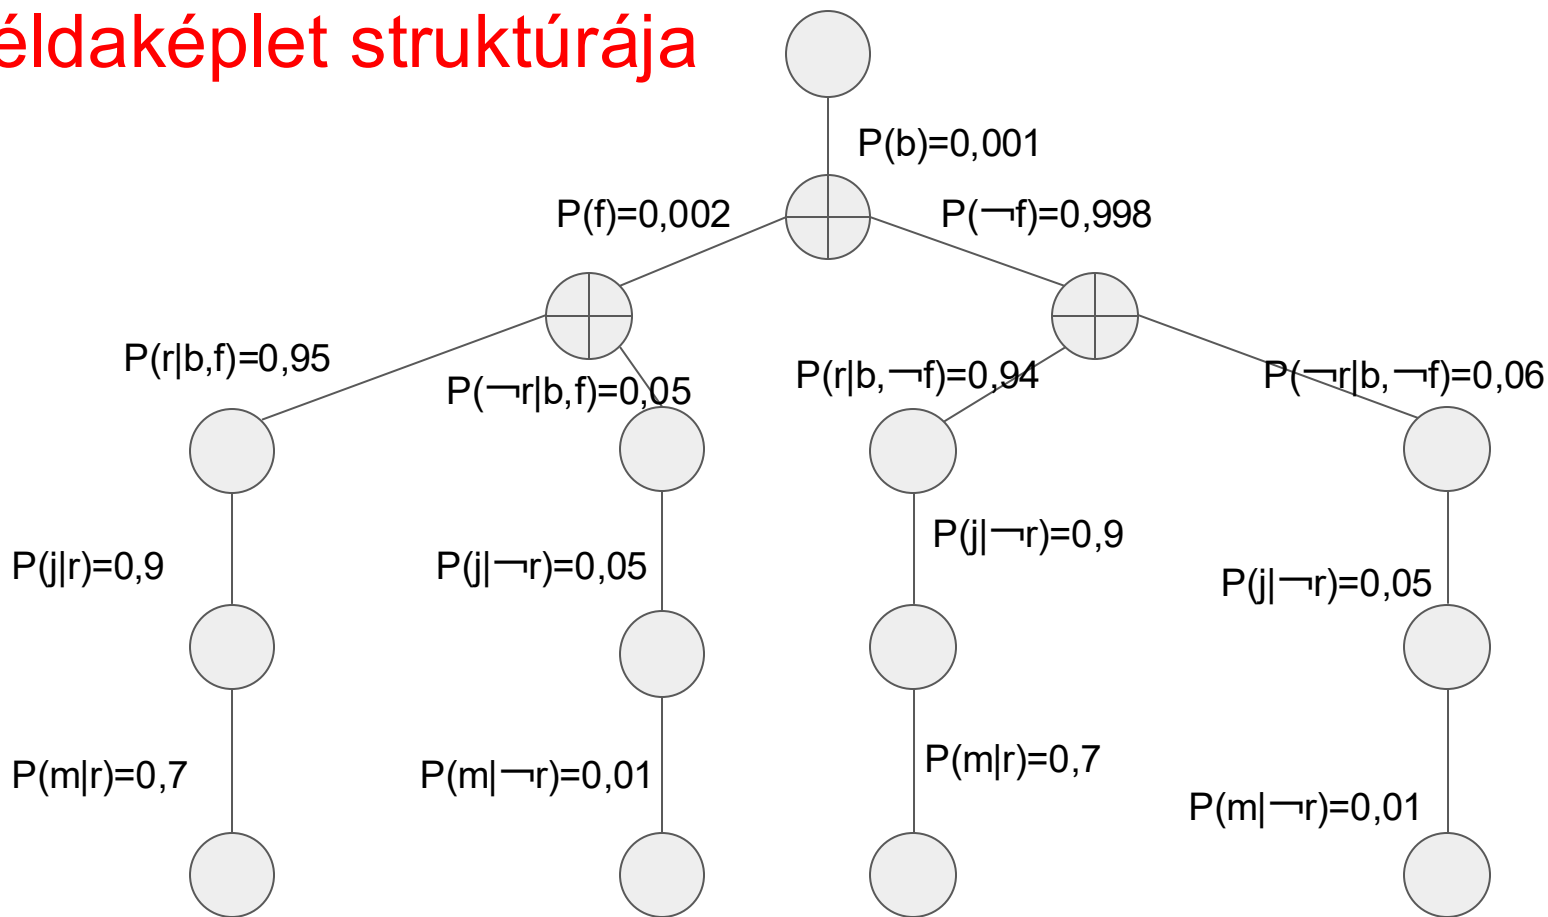 éldaképlet struktúrája
P(b)=0,001
P(f)=0,002
P(¬f)=0,998
P(r|b,f)=0,95
P(¬r|b,f)=0,05
P(r|b,¬f)=0,94
P(¬r|b,¬f)=0,06
P(j|r)=0,9
P(j|¬r)=0,05
P(j|¬r)=0,9
P(j|¬r)=0,05
P(m|r)=0,7
P(m|¬r)=0,01
P(m|r)=0,7
P(m|¬r)=0,01